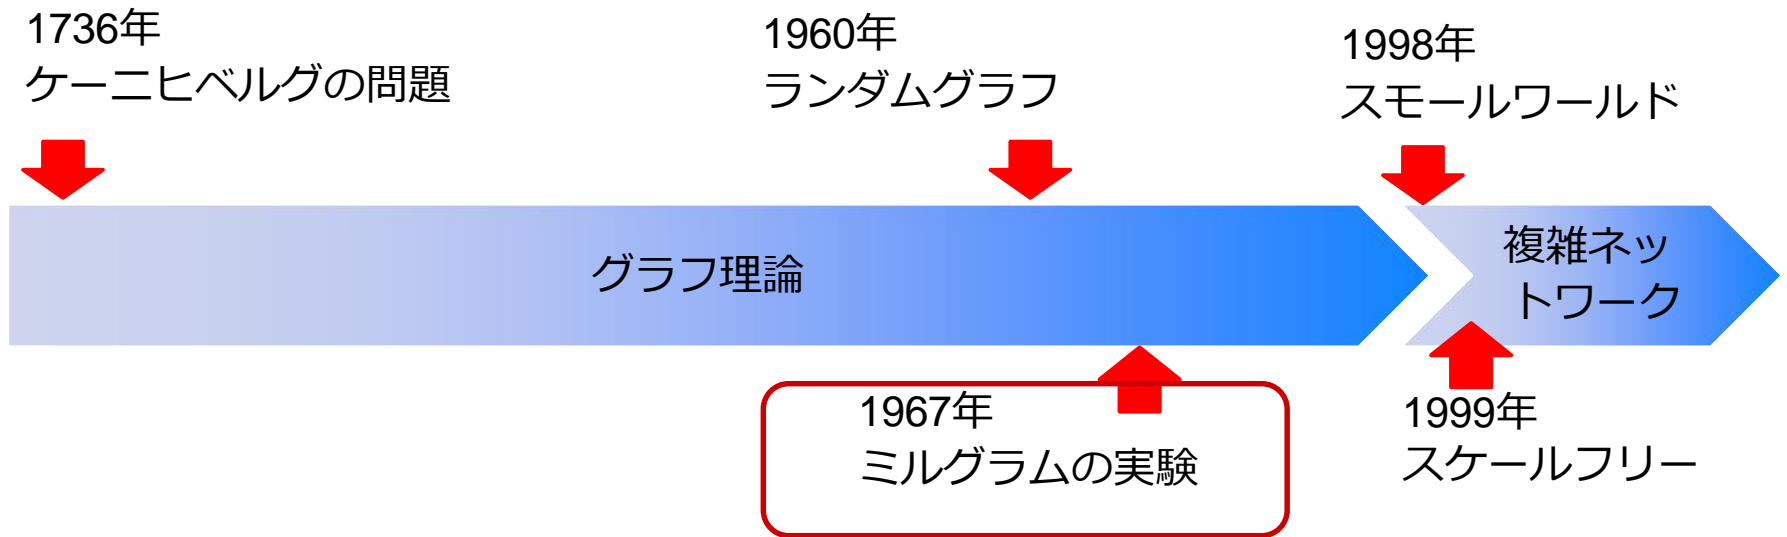 1736年
ケーニヒベルグの問題
1960年
ランダムグラフ
1998年
スモールワールド
グラフ理論
複雑ネッ
トワーク
1967年
ミルグラムの実験
1999年
スケールフリー